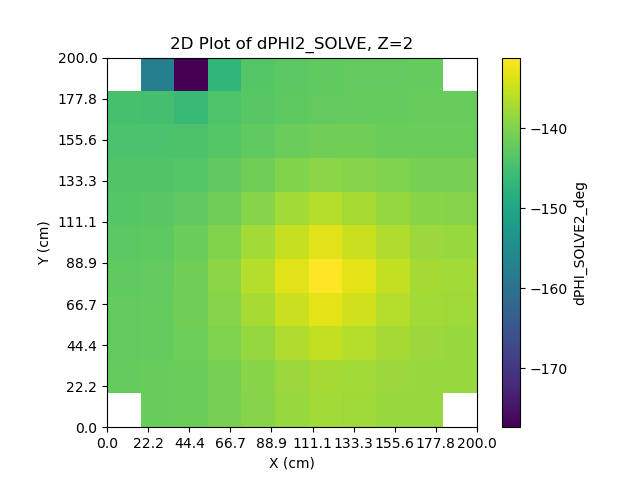 2D Plot of dPHI2_SOLVE, Z=2
200.0
177.8
155.6
133.3
111.1
88.9
66.7
44.4
22.2
0.0
Y (cm)
0.0 22.2 44.4 66.7 88.9 111.1 133.3 155.6 177.8 200.0
X (cm)
−140
−150
−160
−170
dPHI_SOLVE2_deg